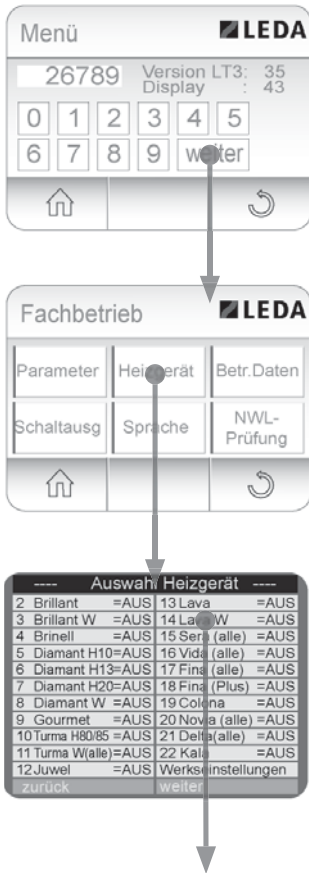 Menü LEDA
26789 Version LT3: 35
Display : 43
0 1 2 3 4 5
6 7 8 9 weiter
Fachbetrieb LEDA
Parameter Heizgerät Betr.Daten
Schaltausg Sprache NWL-
Prüfung
---- Auswahl Heizgerät ----
2 Brillant =AUS 13 Lava =AUS
3 Brillant W =AUS 14 Lava W =AUS
4 Brinell =AUS 15 Sera (alle) =AUS
5 Diamant H10=AUS 16 Vida (alle) =AUS
6 Diamant H13=AUS 17 Fina (alle) =AUS
7 Diamant H20=AUS 18 Fina (Plus) =AUS
8 Diamant W =AUS 19 Colona =AUS
9 Gourmet =AUS 20 Novia (alle) =AUS
10 Turma H80/85 =AUS 21 Delta(alle) =AUS
11 Turma W(alle)=AUS 22 Kala =AUS
12 Juwel =AUS Werkseinstellungen
zurück weiter